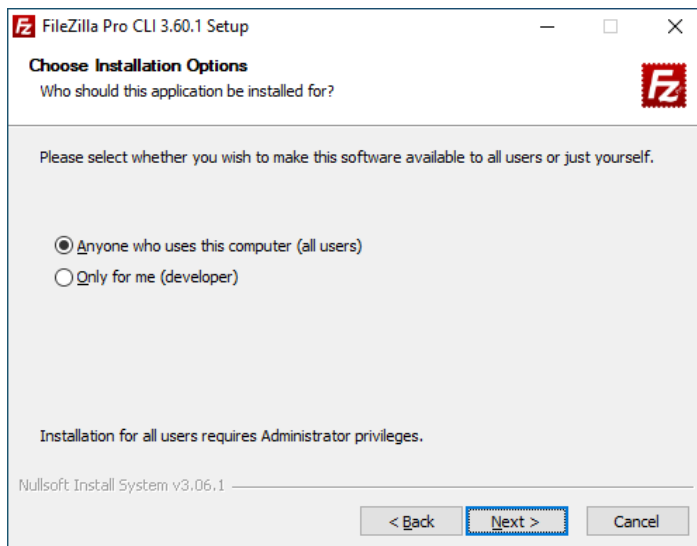 FileZilla Pro CLI 3.60.1 Setup
Choose Installation Options
Who should this application be installed for?
Fz
Please select whether you wish to make this software available to all users or just yourself.
Anyone who uses this computer (all users)
Only for me (developer)
Installation for all users requires Administrator privileges.
Nullsoft Install System v3.06.1
< Back
Next >
Cancel